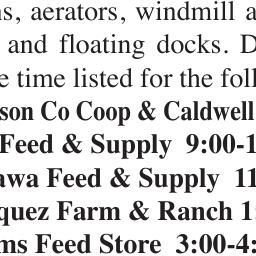 ns, aerators, windmill a
and floating docks. D
e time listed for the foll
son Co Coop & Caldwell
Feed & Supply 9:00-1
awa Feed & Supply 11
quez Farm & Ranch 1:
ms Feed Store 3:00-4: